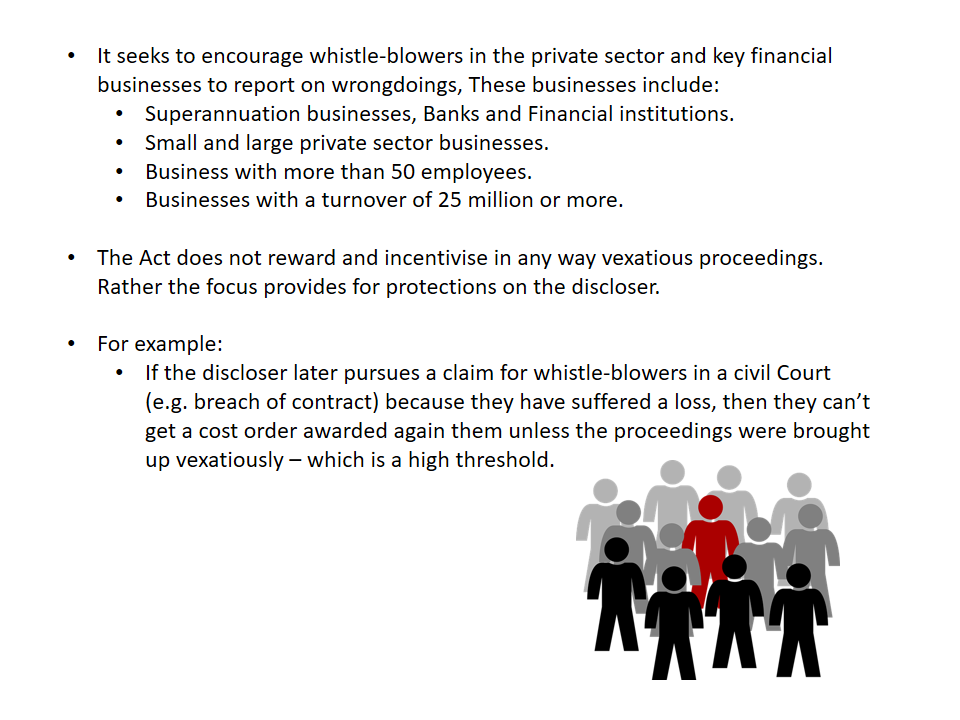 • It seeks to encourage whistle-blowers in the private sector and key financial
businesses to report on wrongdoings, These businesses include:
• Superannuation businesses, Banks and Financial institutions.
• Small and large private sector businesses.
• Business with more than 50 employees.
• Businesses with a turnover of 25 million or more.
• The Act does not reward and incentivise in any way vexatious proceedings.
Rather the focus provides for protections on the discloser.
• For example:
• If the discloser later pursues a claim for whistle-blowers in a civil Court
(e.g. breach of contract) because they have suffered a loss, then they can’t
get a cost order awarded again them unless the proceedings were brought
up vexatiously – which is a high threshold.